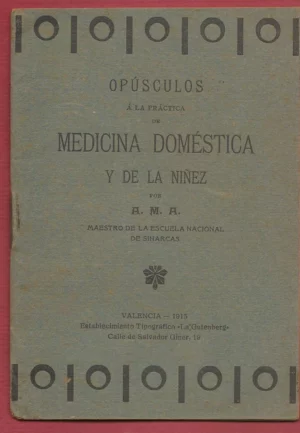 OPÚSCULOS
Á LA PRÁCTICA
DE
MEDICINA DOMÉSTICA
Y DE LA NIÑEZ
POR
A. M. A.
MAESTRO DE LA ESCUELA NACIONAL
DE SINARCAS
VALENCIA – 1915
Establecimiento Tipográfico «La Gutenberg»
Calle de Salvador Giner, 19